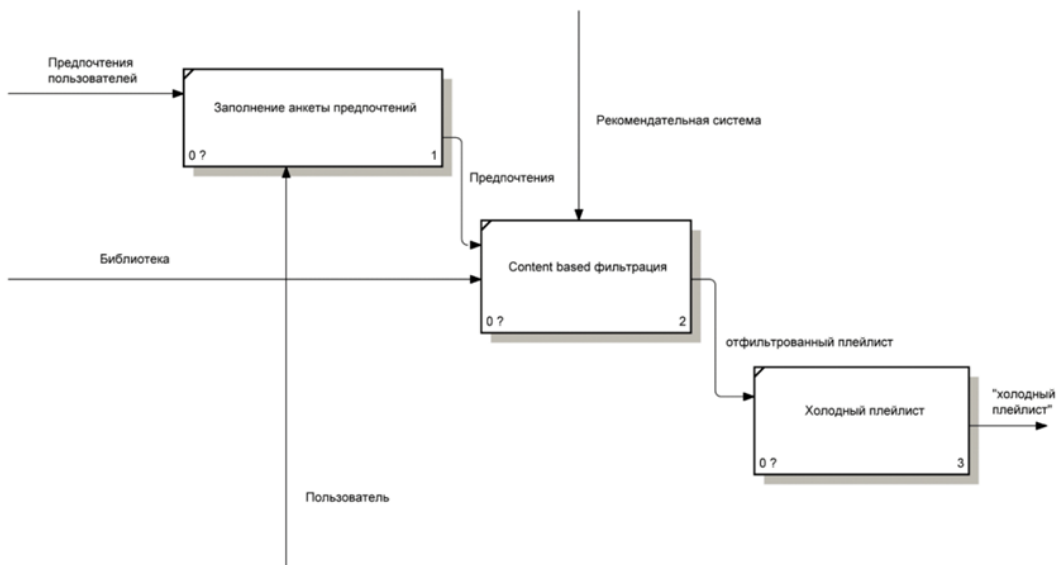 Предпочтения
пользователей
Заполнение анкеты предпочтений
0 ?
1
Рекомендательная система
Предпочтения
Библиотека
Content based фильтрация
0 ?
2
отфильтрованный плейлист
Холодный плейлист
"холодный
плейлист"
0 ?
3
Пользователь